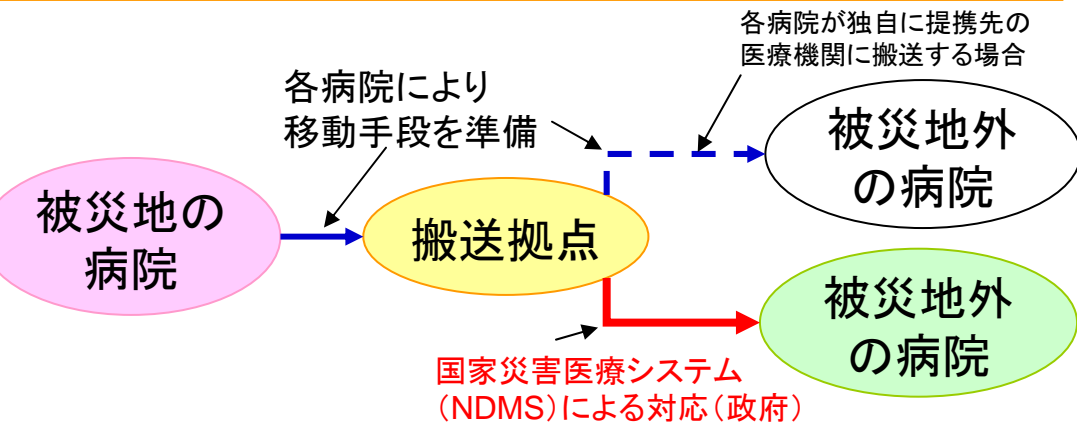 各病院が独自に提携先の
医療機関に搬送する場合
各病院により
移動手段を準備
被災地外
の病院
被災地の
病院
搬送拠点
被災地外
の病院
国家災害医療システム
（NDMS）による対応（政府）